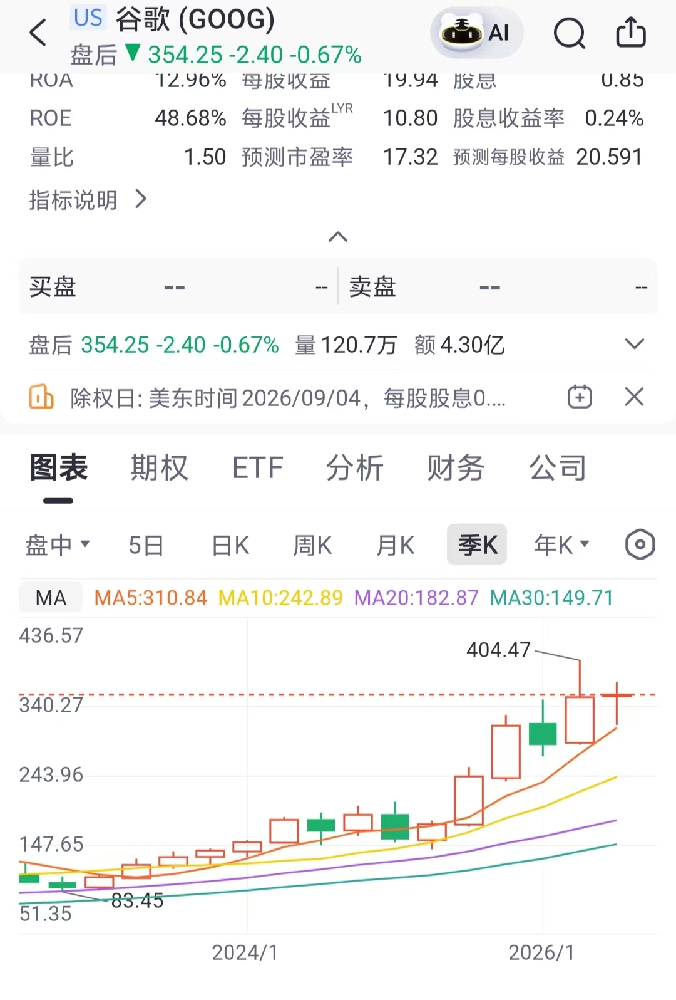 US 谷歌 (GOOG)
盘后 ▼ 354.25 -2.40 -0.67%
AI
ROA 12.96% 每股收益 19.94 股息 0.85
ROE 48.68% 每股收益LYR 10.80 股息收益率 0.24%
量比 1.50 预测市盈率 17.32 预测每股收益 20.591
指标说明
买盘 -- -- 卖盘 -- --
盘后 354.25 -2.40 -0.67% 量 120.7万 额 4.30亿
除权日: 美东时间 2026/09/04，每股股息0....
图表 期权 ETF 分析 财务 公司
盘中 5日 日K 周K 月K 季K 年K
MA MA5:310.84 MA10:242.89 MA20:182.87 MA30:149.71
436.57
404.47
340.27
243.96
147.65
83.45
51.35
2024/1 2026/1